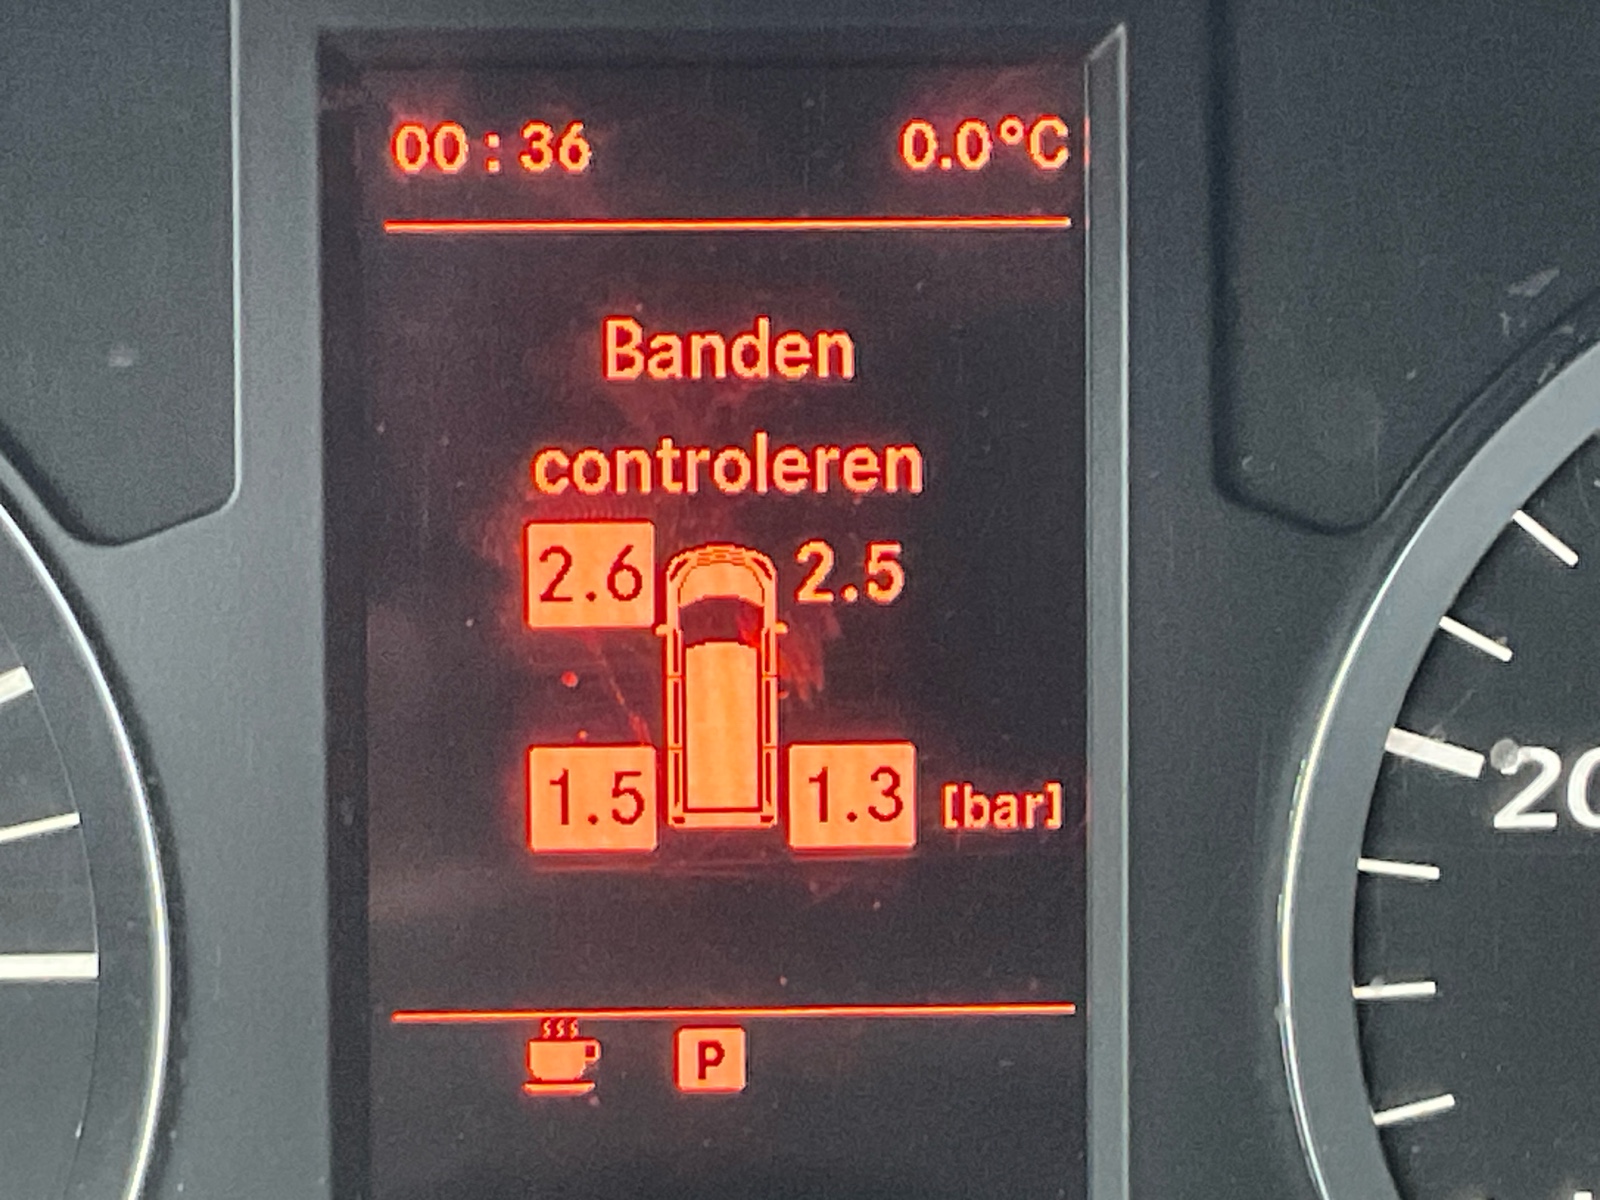 00:36 0.0°C
Banden
controleren
2.6 2.5
1.5 1.3 [bar]
P
20